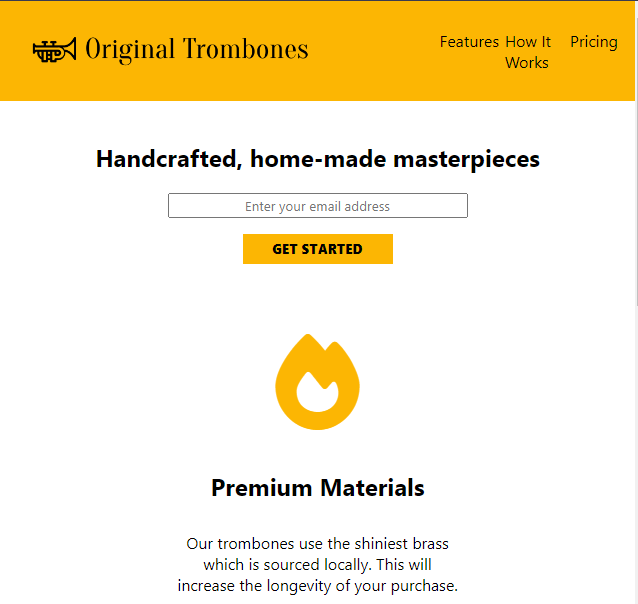 Original Trombones
Features
How It
Works
Pricing
Handcrafted, home-made masterpieces
Enter your email address
GET STARTED
Premium Materials
Our trombones use the shiniest brass
which is sourced locally. This will
increase the longevity of your purchase.